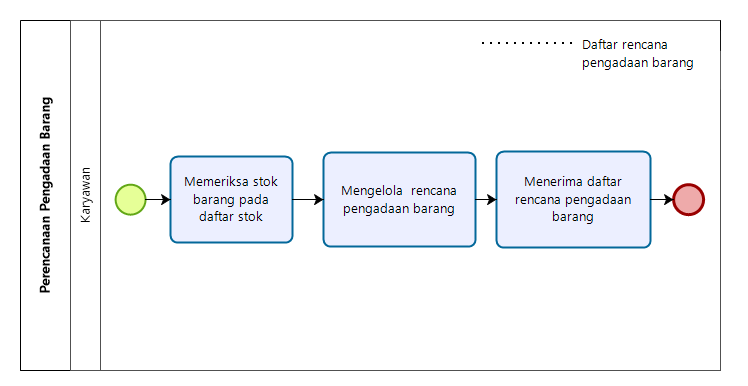 Perencanaan Pengadaan Barang
Karyawan
Daftar rencana
pengadaan barang
Memeriksa stok
barang pada
daftar stok
Mengelola rencana
pengadaan barang
Menerima daftar
rencana pengadaan
barang